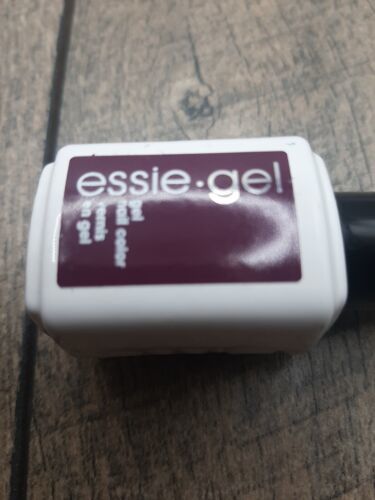 essie·gel
gel
nail color
vernis
en gel